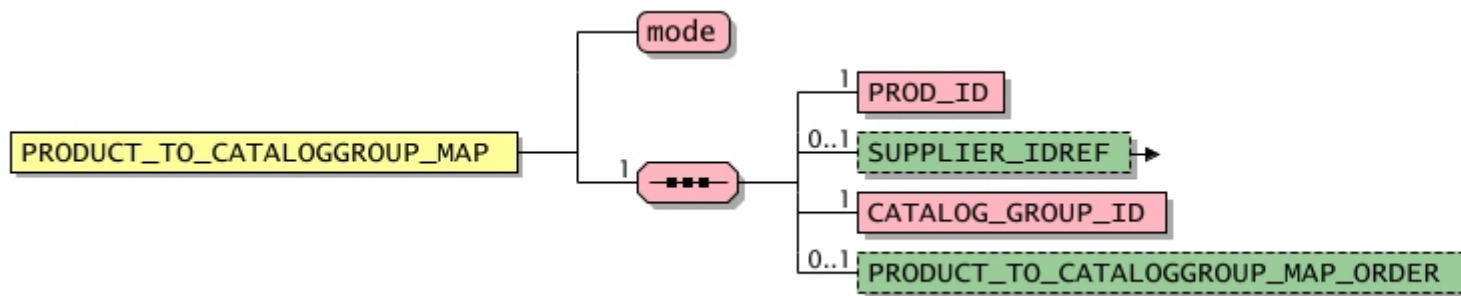 mode
1 PROD_ID
PRODUCT_TO_CATALOGGROUP_MAP
0..1 SUPPLIER_IDREF
1
1 CATALOG_GROUP_ID
0..1 PRODUCT_TO_CATALOGGROUP_MAP_ORDER